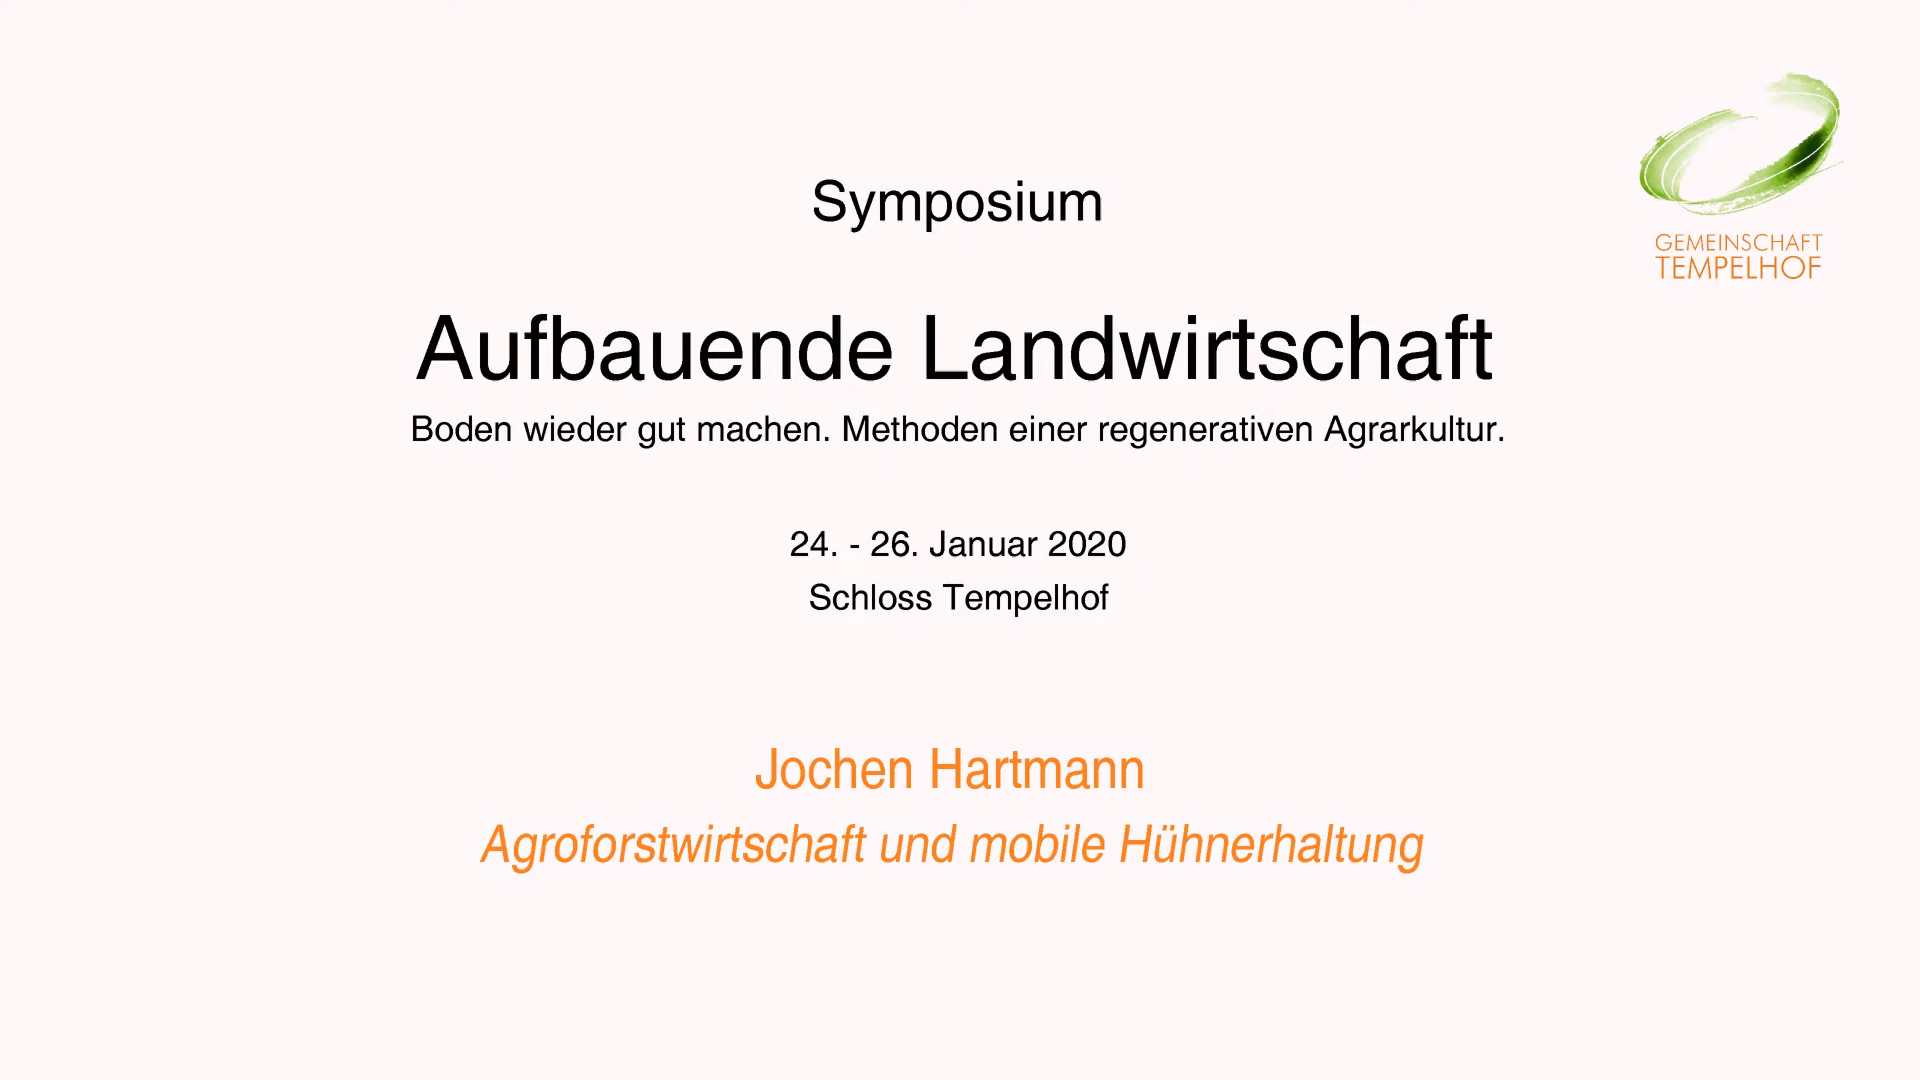 Symposium
GEMEINSCHAFT
TEMPELHOF
Aufbauende Landwirtschaft
Boden wieder gut machen. Methoden einer regenerativen Agrarkultur.
24. - 26. Januar 2020
Schloss Tempelhof
Jochen Hartmann
Agroforstwirtschaft und mobile Hühnerhaltung